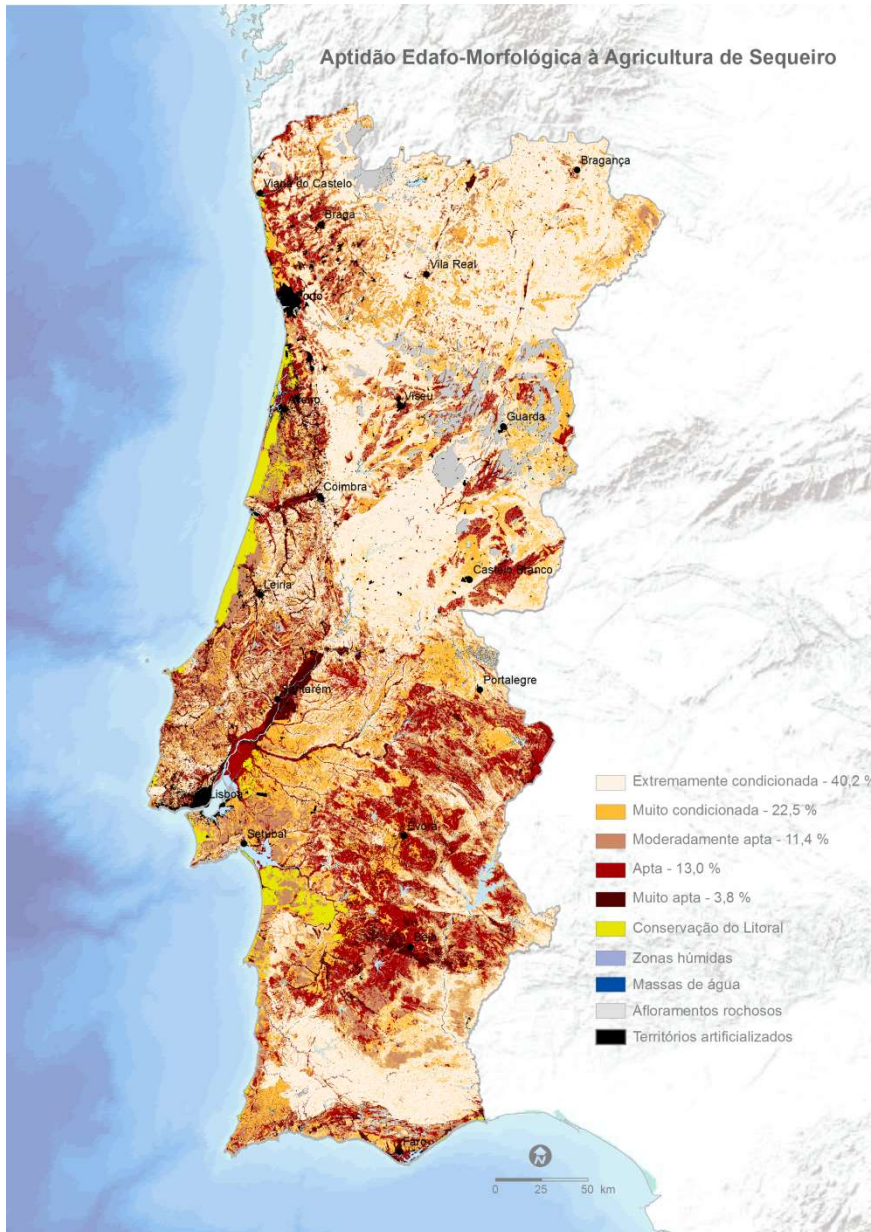 Aptidão Edafo-Morfológica à Agricultura de Sequeiro
Bragança
Viana do Castelo
Braga
Vila Real
Viseu
Guarda
Coimbra
Castelo Branco
Leiria
Portalegre
Lisboa
Évora
Setúbal
Faro
Extremamente condicionada - 40,2 %
Muito condicionada - 22,5 %
Moderadamente apta - 11,4 %
Apta - 13,0 %
Muito apta - 3,8 %
Conservação do Litoral
Zonas húmidas
Massas de água
Afloramentos rochosos
Territórios artificializados
N
0 25 50 km